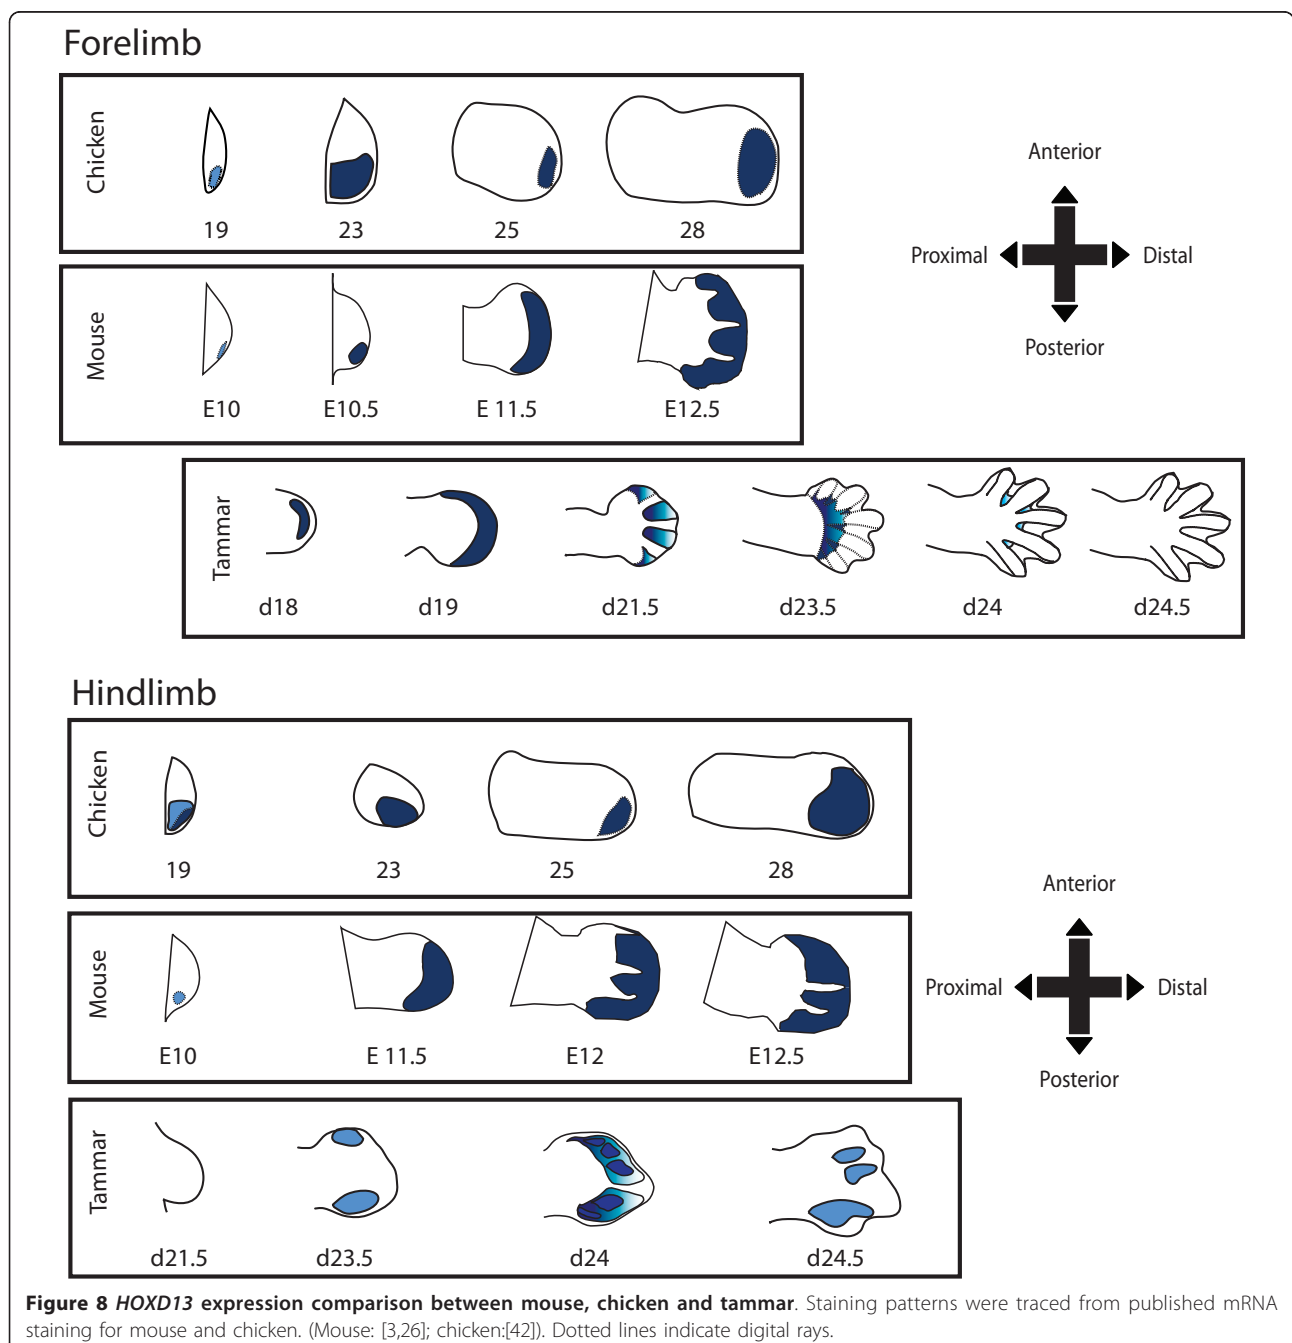 Forelimb
Chicken
19 23 25 28
Anterior
Proximal Distal
Posterior
Mouse
E10 E10.5 E 11.5 E12.5
Tammar
d18 d19 d21.5 d23.5 d24 d24.5
Hindlimb
Chicken
19 23 25 28
Anterior
Proximal Distal
Posterior
Mouse
E10 E 11.5 E12 E12.5
Tammar
d21.5 d23.5 d24 d24.5
Figure 8 HOXD13 expression comparison between mouse, chicken and tammar. Staining patterns were traced from published mRNA
staining for mouse and chicken. (Mouse: [3,26]; chicken:[42]). Dotted lines indicate digital rays.